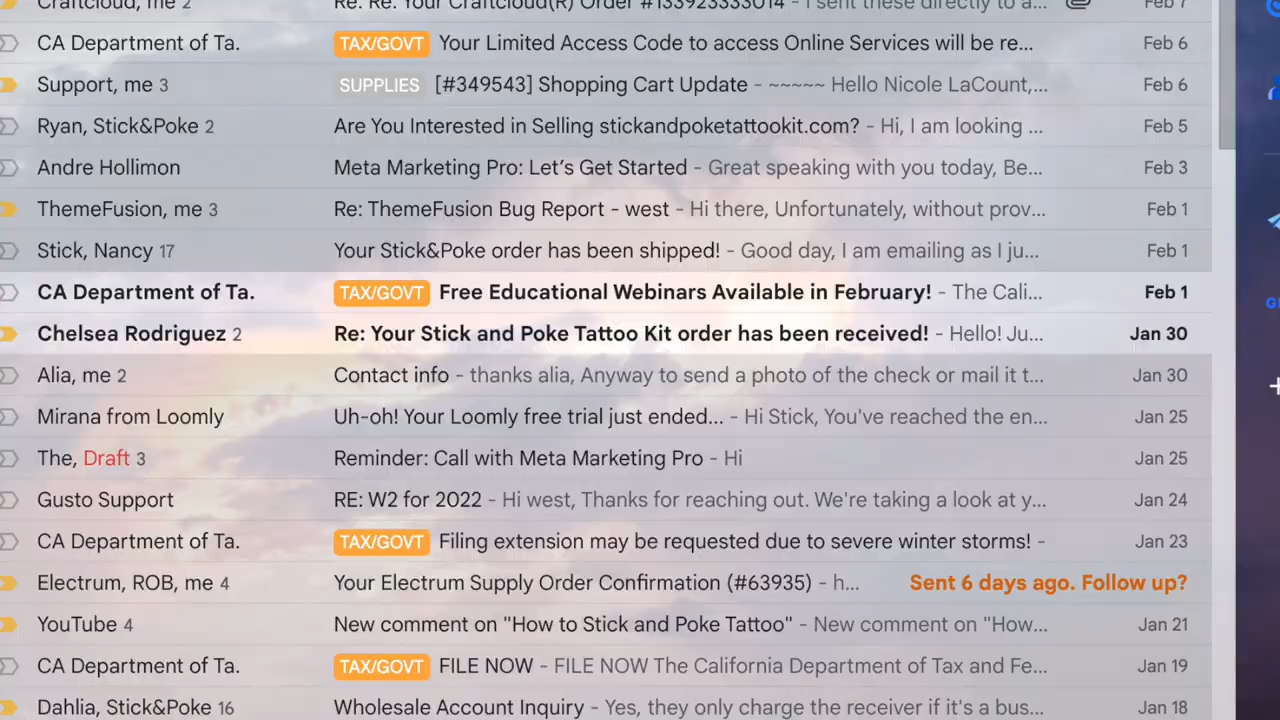 Craftcloud, me 2 Re: Re: Your Craftcloud(R) Order #133923333014 - I sent these directly to a... Feb 7
CA Department of Ta. TAX/GOVT Your Limited Access Code to access Online Services will be re... Feb 6
Support, me 3 SUPPLIES [#349543] Shopping Cart Update - ~~~~~ Hello Nicole LaCount,... Feb 6
Ryan, Stick&Poke 2 Are You Interested in Selling stickandpoketattookit.com? - Hi, I am looking ... Feb 5
Andre Hollimon Meta Marketing Pro: Let's Get Started - Great speaking with you today, Be... Feb 3
ThemeFusion, me 3 Re: ThemeFusion Bug Report - west - Hi there, Unfortunately, without prov... Feb 1
Stick, Nancy 17 Your Stick&Poke order has been shipped! - Good day, I am emailing as I ju... Feb 1
CA Department of Ta. TAX/GOVT Free Educational Webinars Available in February! - The Cali... Feb 1
Chelsea Rodriguez 2 Re: Your Stick and Poke Tattoo Kit order has been received! - Hello! Ju... Jan 30
Alia, me 2 Contact info - thanks alia, Anyway to send a photo of the check or mail it t... Jan 30
Mirana from Loomly Uh-oh! Your Loomly free trial just ended... - Hi Stick, You've reached the en... Jan 25
The, Draft 3 Reminder: Call with Meta Marketing Pro - Hi Jan 25
Gusto Support RE: W2 for 2022 - Hi west, Thanks for reaching out. We're taking a look at y... Jan 24
CA Department of Ta. TAX/GOVT Filing extension may be requested due to severe winter storms! - Jan 23
Electrum, ROB, me 4 Your Electrum Supply Order Confirmation (#63935) - h... Sent 6 days ago. Follow up?
YouTube 4 New comment on "How to Stick and Poke Tattoo" - New comment on "How... Jan 21
CA Department of Ta. TAX/GOVT FILE NOW - FILE NOW The California Department of Tax and Fe... Jan 19
Dahlia, Stick&Poke 16 Wholesale Account Inquiry - Yes, they only charge the receiver if it's a bus... Jan 18